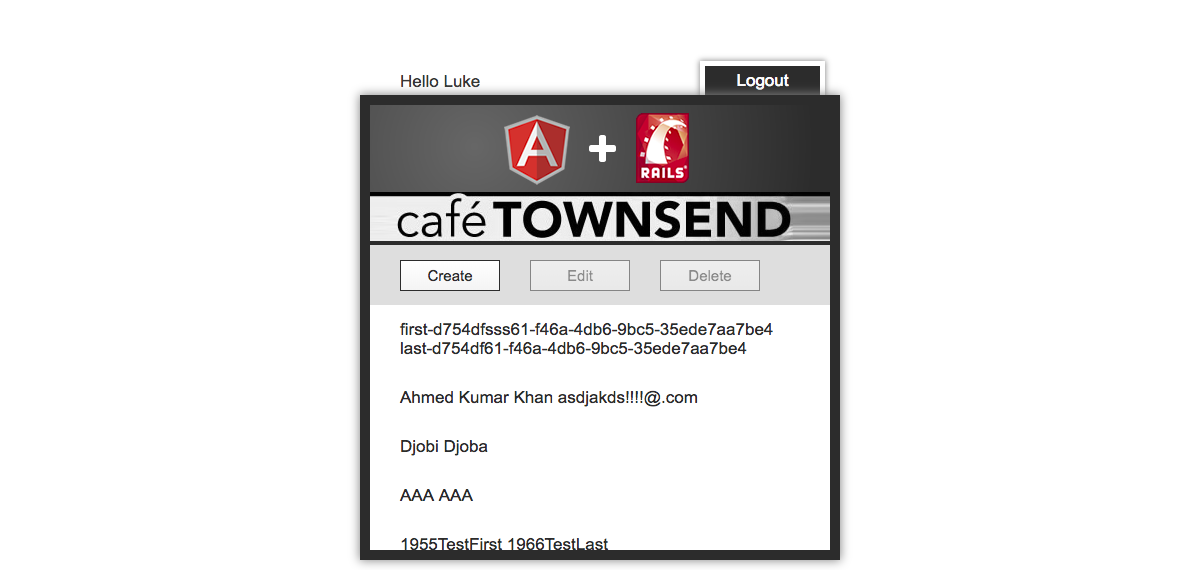 Hello Luke
Logout
A
RAILS
café TOWNSEND
Create
Edit
Delete
first-d754dfsss61-f46a-4db6-9bc5-35ede7aa7be4
last-d754df61-f46a-4db6-9bc5-35ede7aa7be4
Ahmed Kumar Khan asdjakds!!!!@.com
Djobi Djoba
AAA AAA
1955TestFirst 1966TestLast